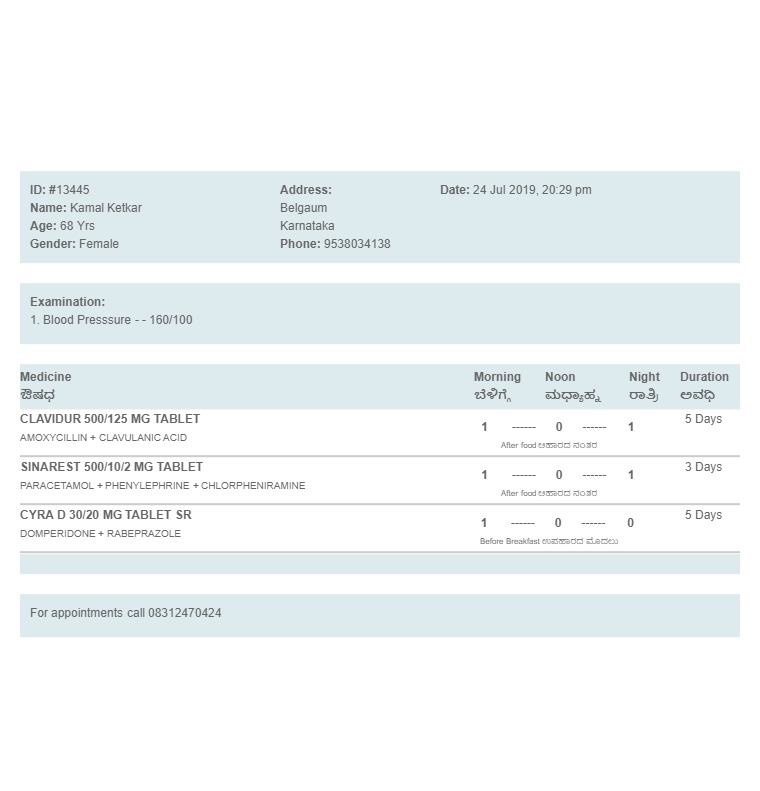 ID: #13445
Name: Kamal Ketkar
Age: 68 Yrs
Gender: Female
Address:
Belgaum
Karnataka
Phone: 9538034138
Date: 24 Jul 2019, 20:29 pm
Examination:
1. Blood Presssure - - 160/100
Medicine Morning Noon Night Duration
ಔಷಧ ಬೆಳಿಗ್ಗೆ ಮಧ್ಯಾಹ್ನ ರಾತ್ರಿ ಅವಧಿ
CLAVIDUR 500/125 MG TABLET 5 Days
1 ------ 0 ------ 1
AMOXYCILLIN + CLAVULANIC ACID
After food ಆಹಾರದ ನಂತರ
SINAREST 500/10/2 MG TABLET 3 Days
1 ------ 0 ------ 1
PARACETAMOL + PHENYLEPHRINE + CHLORPHENIRAMINE
After food ಆಹಾರದ ನಂತರ
CYRA D 30/20 MG TABLET SR 5 Days
1 ------ 0 ------ 0
DOMPERIDONE + RABEPRAZOLE
Before Breakfast ಉಪಹಾರದ ಮೊದಲು
For appointments call 08312470424